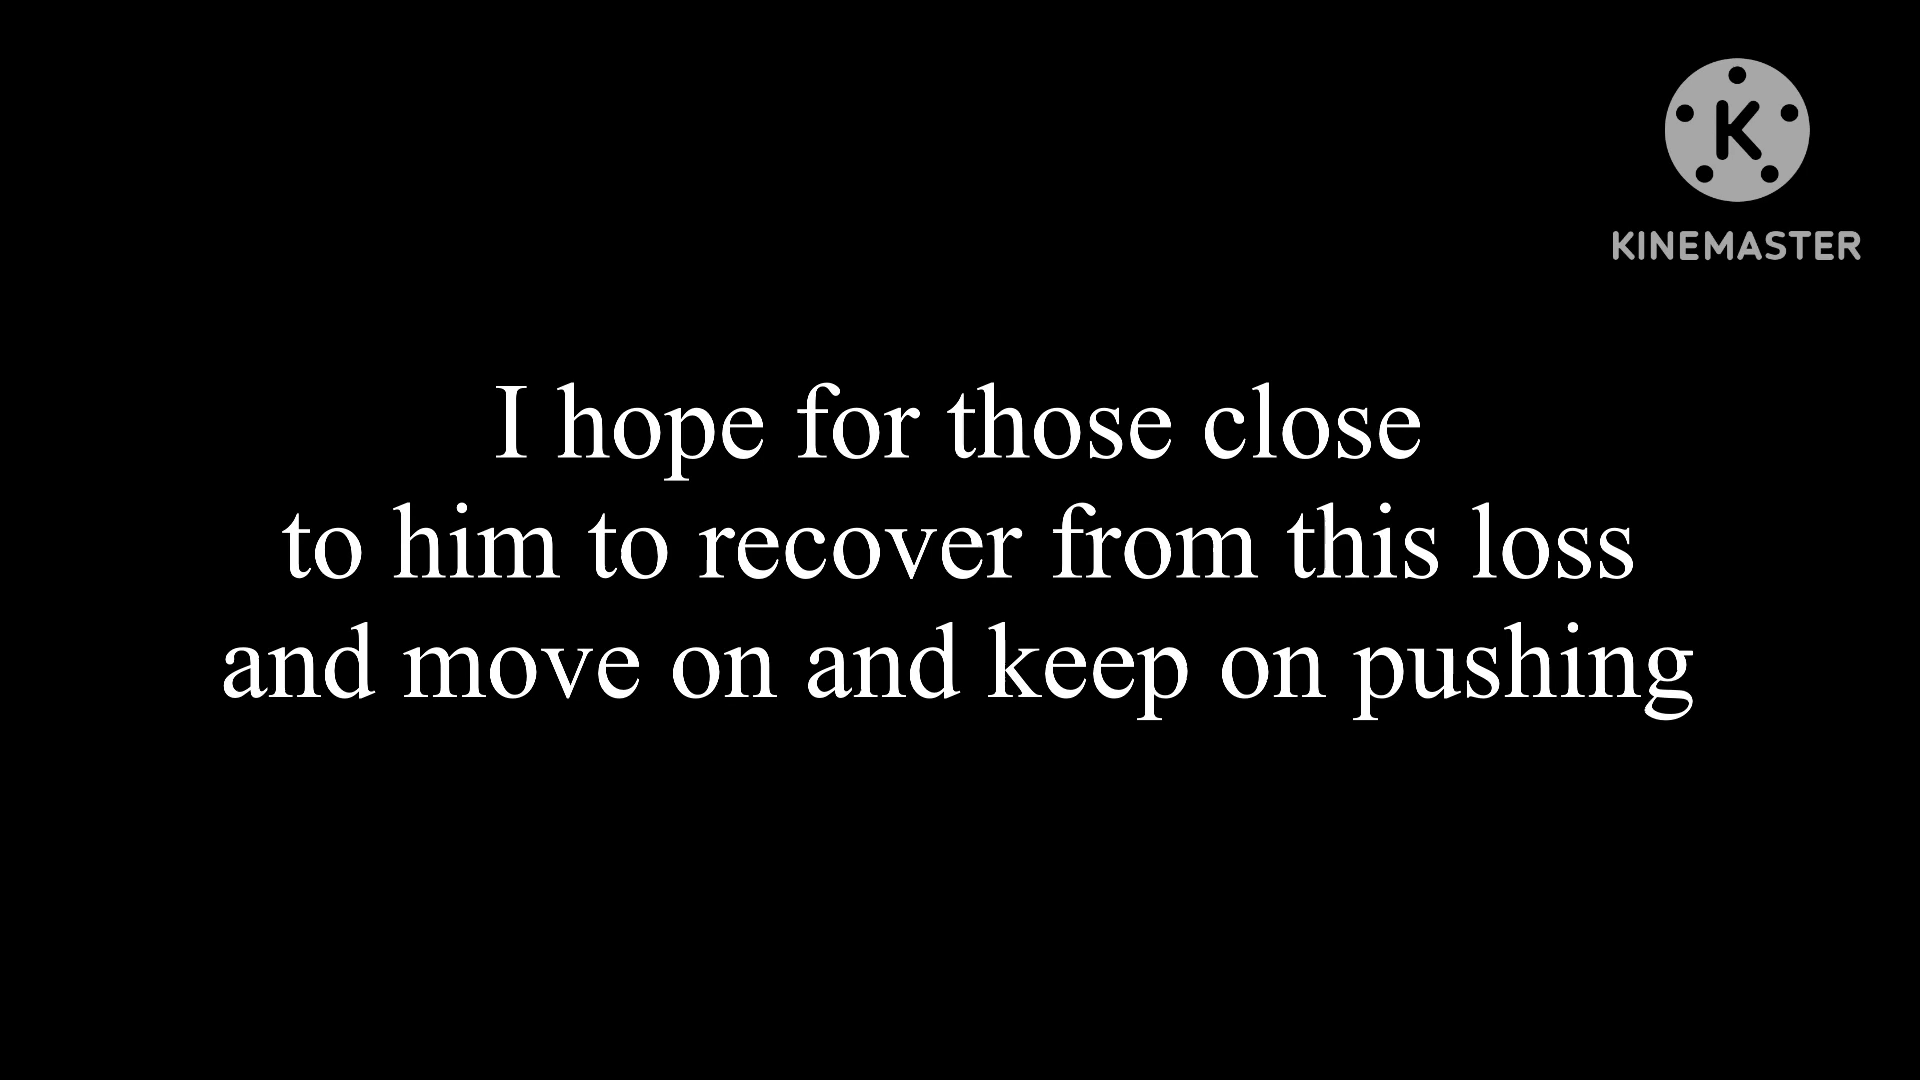 K
KINEMASTER
I hope for those close
to him to recover from this loss
and move on and keep on pushing